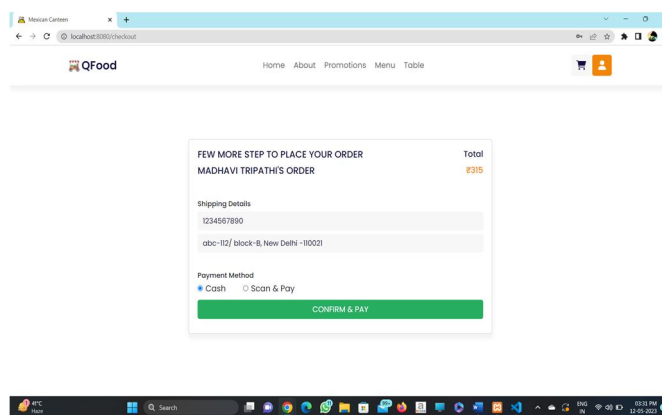 Mexican Canteen
localhost:8080/checkout
QFood
Home About Promotions Menu Table
FEW MORE STEP TO PLACE YOUR ORDER Total
MADHAVI TRIPATHI'S ORDER ₹315
Shipping Details
1234567890
abc-112/ block-B, New Delhi -110021
Payment Method
Cash Scan & Pay
CONFIRM & PAY
41°C
Haze
Search
99+
ENG
IN
03:31 PM
12-05-2023